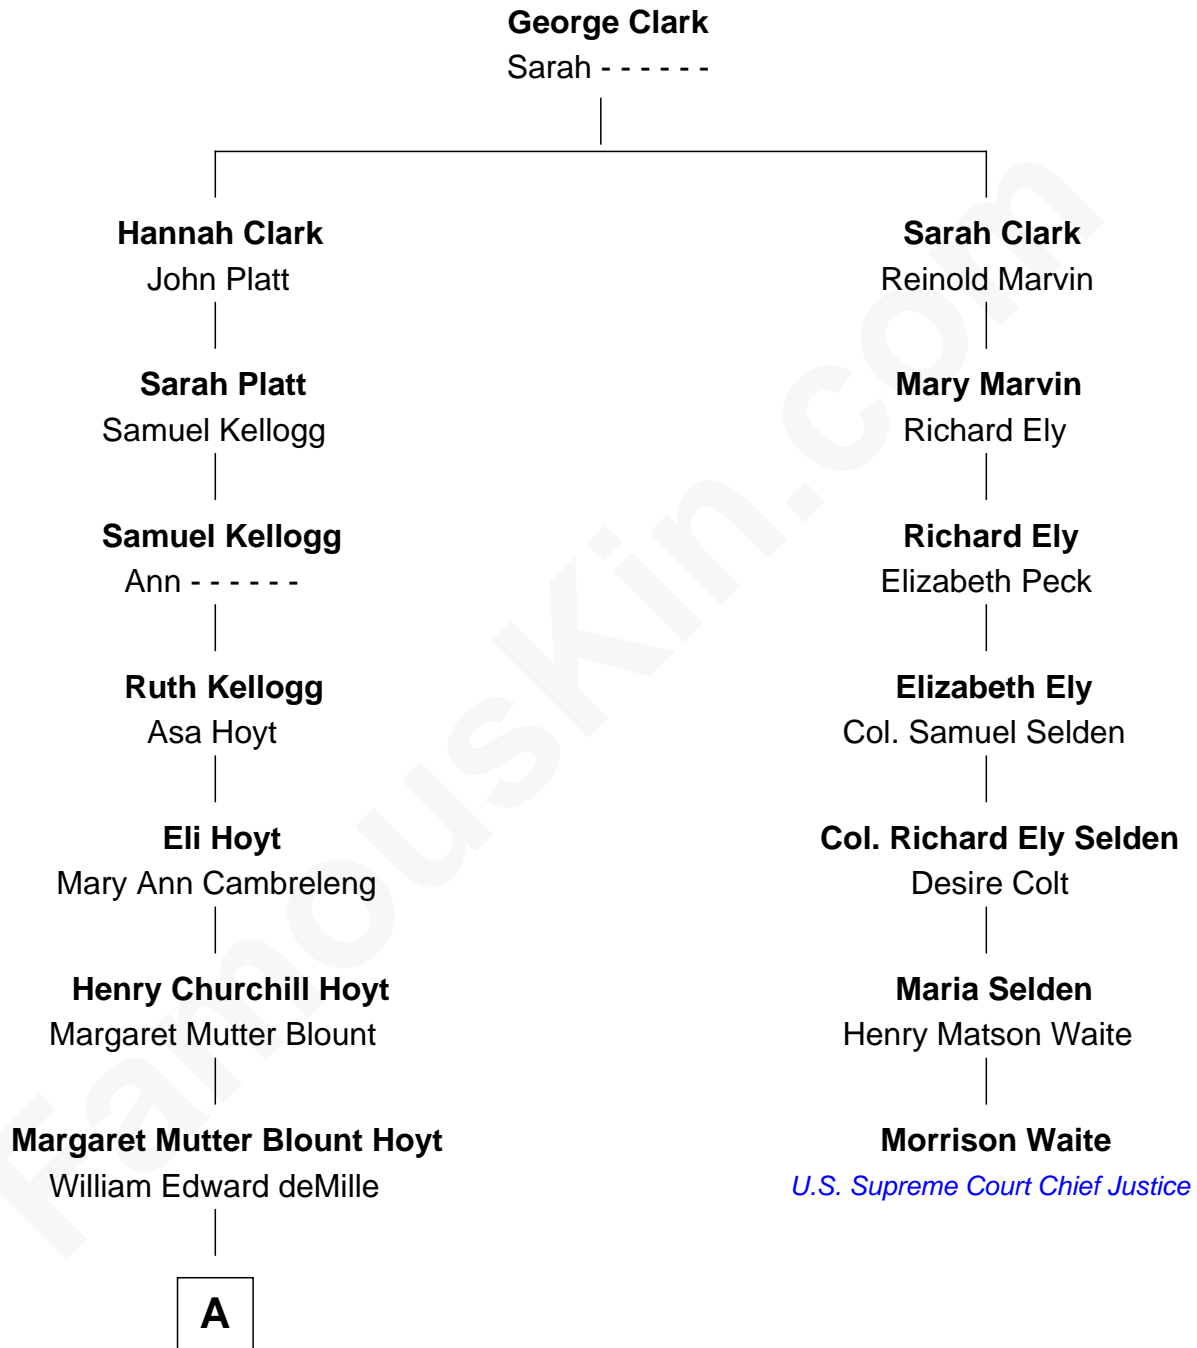 George Clark
Sarah - - - - - -
Hannah Clark
John Platt
Sarah Clark
Reinold Marvin
Sarah Platt
Samuel Kellogg
Mary Marvin
Richard Ely
Samuel Kellogg
Ann - - - - - -
Richard Ely
Elizabeth Peck
Ruth Kellogg
Asa Hoyt
Elizabeth Ely
Col. Samuel Selden
Eli Hoyt
Mary Ann Cambreleng
Col. Richard Ely Selden
Desire Colt
Henry Churchill Hoyt
Margaret Mutter Blount
Maria Selden
Henry Matson Waite
Margaret Mutter Blount Hoyt
William Edward deMille
Morrison Waite
U.S. Supreme Court Chief Justice
A
FamousKin.com